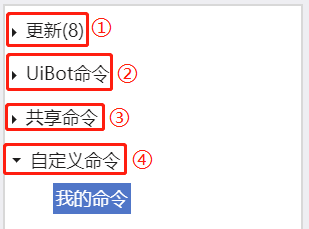 更新(8) ①
UiBot命令 ②
共享命令 ③
自定义命令 ④
我的命令